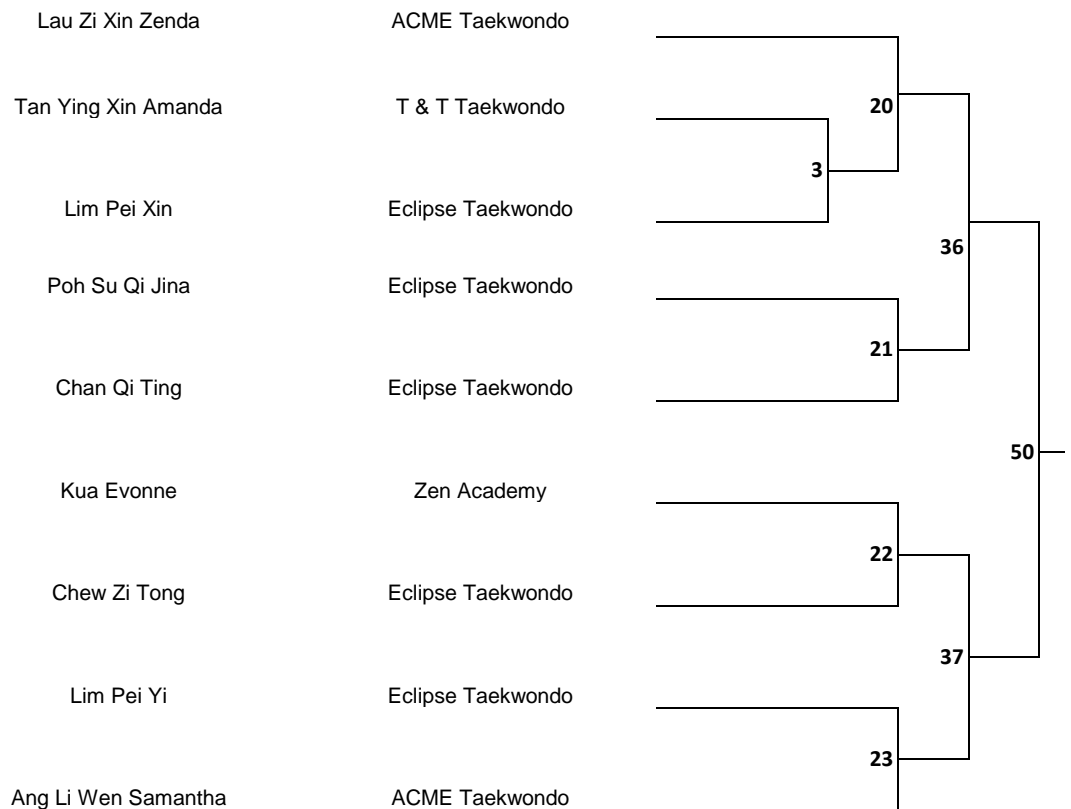 Lau Zi Xin Zenda ACME Taekwondo
Tan Ying Xin Amanda T & T Taekwondo
20
3
Lim Pei Xin Eclipse Taekwondo
36
Poh Su Qi Jina Eclipse Taekwondo
21
Chan Qi Ting Eclipse Taekwondo
50
Kua Evonne Zen Academy
22
Chew Zi Tong Eclipse Taekwondo
37
Lim Pei Yi Eclipse Taekwondo
23
Ang Li Wen Samantha ACME Taekwondo